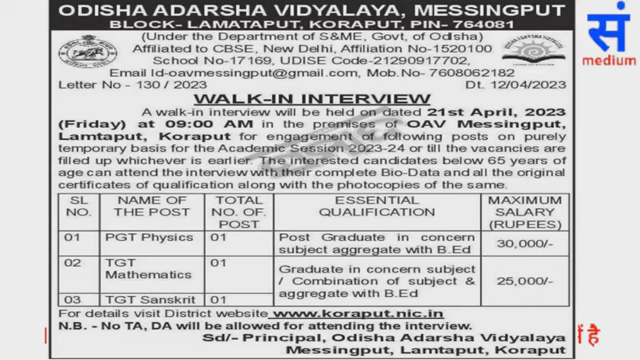 ODISHA ADARSHA VIDYALAYA, MESSINGPUT
BLOCK- LAMATAPUT, KORAPUT, PIN- 764081
(Under the Department of S&ME, Govt. of Odisha)
Affiliated to CBSE, New Delhi, Affiliation No-1520100
School No-17169, UDISE Code-21290917702,
Email Id-oavmessingput@gmail.com, Mob.No-7608062182
Letter No - 130 / 2023 Dt. 12/04/2023
सं
medium
WALK-IN INTERVIEW
A walk-in interview will be held on dated 21st April, 2023
(Friday) at 09:00 AM in the premises of OAV Messingput,
Lamtaput, Koraput for engagement of following posts on purely
temporary basis for the Academic Session 2023-24 or till the vacancies are
filled up whichever is earlier. The interested candidates below 65 years of
age can attend the interview with their complete Bio-Data and all the original
certificates of qualification along with the photocopies of the same.
SL NO. NAME OF THE POST TOTAL NO. OF POST ESSENTIAL QUALIFICATION MAXIMUM SALARY (RUPEES)
01 PGT Physics 01 Post Graduate in concern subject aggregate with B.Ed 30,000/-
02 TGT Mathematics 01 Graduate in concern subject / Combination of subject & aggregate with B.Ed 25,000/-
03 TGT Sanskrit 01
For details visit District website www.koraput.nic.in
N.B. - No TA, DA will be allowed for attending the interview.
Sd/- Principal, Odisha Adarsha Vidyalaya
Messingput, Lamtaput, Koraput
है